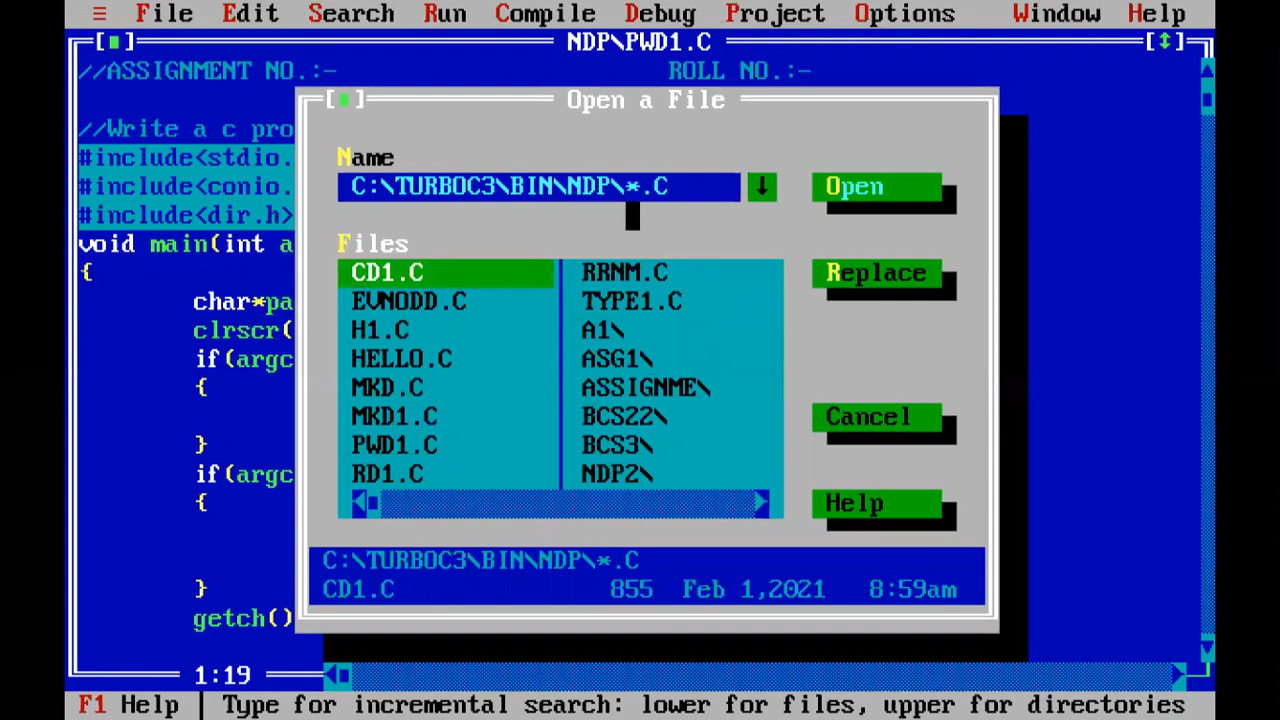 ≡ File Edit Search Run Compile Debug Project Options Window Help
NDP\PWD1.C
//ASSIGNMENT NO.:- ROLL NO.:-
Open a File
//Write a c pro
Name
#include<stdio.
C:\TURBOC3\BIN\NDP\*.C
Open
#include<conio.
#include<dir.h>
void main(int a
Files
{
CD1.C RRNM.C
Replace
char*pa
EVNODD.C TYPE1.C
clrscr(
H1.C A1\
if(argc
HELLO.C ASG1\
{
MKD.C ASSIGNME\
MKD1.C BCS22\
Cancel
}
PWD1.C BCS3\
if(argc
RD1.C NDP2\
{
Help
C:\TURBOC3\BIN\NDP\*.C
}
CD1.C 855 Feb 1,2021 8:59am
getch()
1:19
F1 Help | Type for incremental search: lower for files, upper for directories